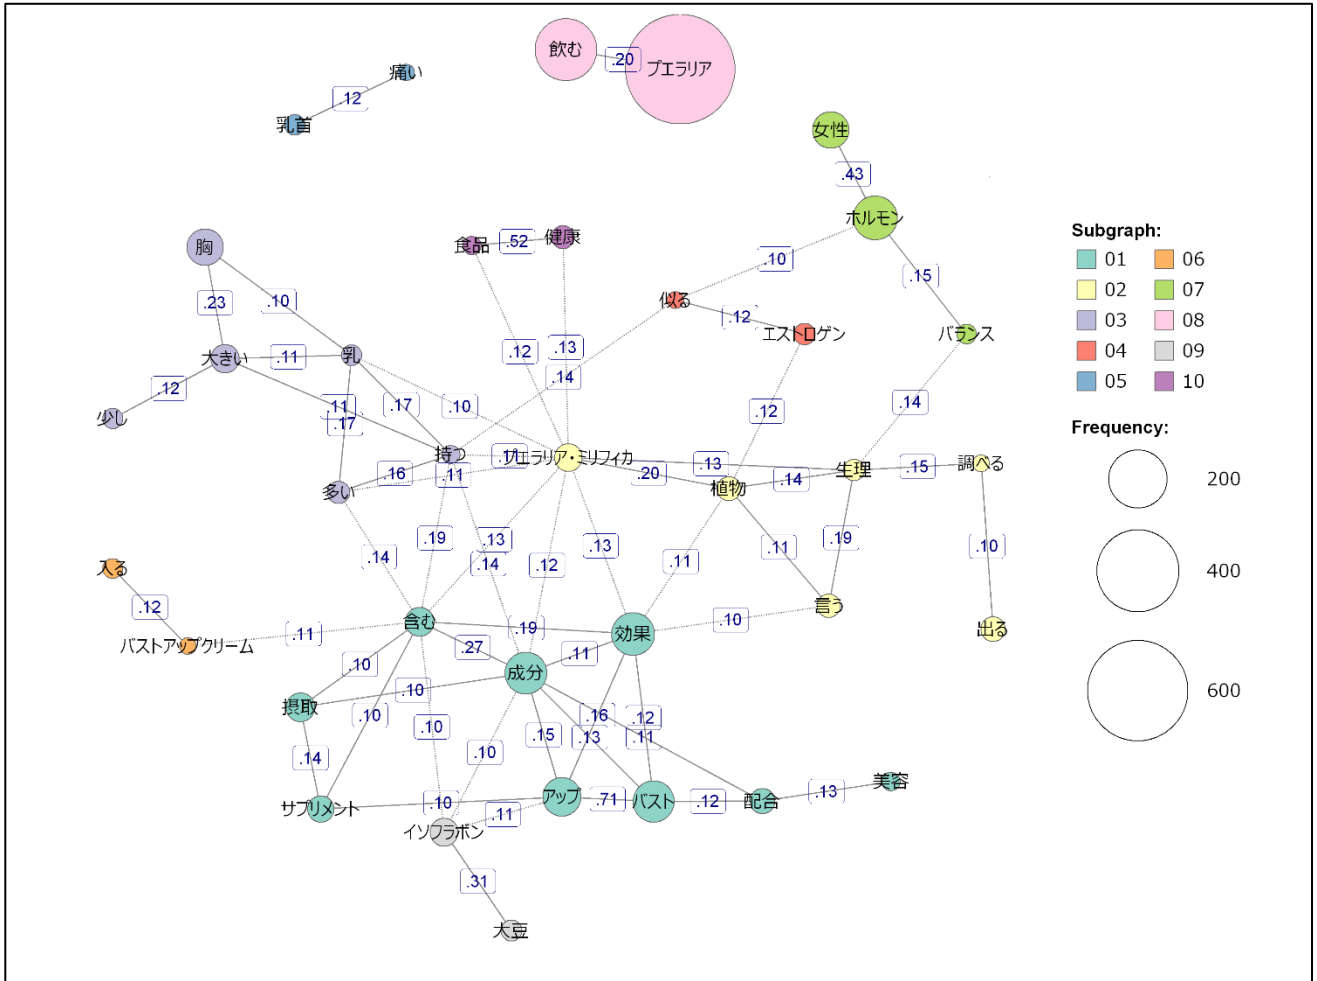 飲む
.20
プエラリア
痛い
.12
乳首
女性
.43
ホルモン
胸
食品
.52
健康
.10
.15
.23
.10
似る
.12
エストロゲン
バランス
大きい
.11
乳
.12
.13
.14
.12
少し
.11
.17
.17
.10
.12
.14
持つ
.11
プエラリア・ミリフィカ
.13
生理
.15
調べる
.16
.11
.20
植物
.14
多い
.14
.19
.13
.14
.12
.13
.11
.11
.19
.10
入る
.12
バストアップクリーム
.11
含む
.19
効果
.10
言う
出る
.27
.11
成分
.10
.10
摂取
.10
.10
.14
.10
.15
.13
.16
.12
.11
サプリメント
.10
アップ
.71
バスト
.12
配合
.13
美容
イソフラボン
.11
.31
大豆
Subgraph:
01 06
02 07
03 08
04 09
05 10
Frequency:
200
400
600